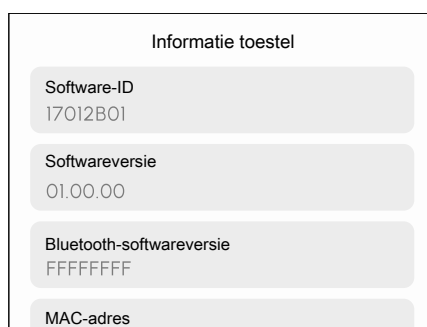 Informatie toestel
Software-ID
17012B01
Softwareversie
01.00.00
Bluetooth-softwareversie
FFFFFFFF
MAC-adres